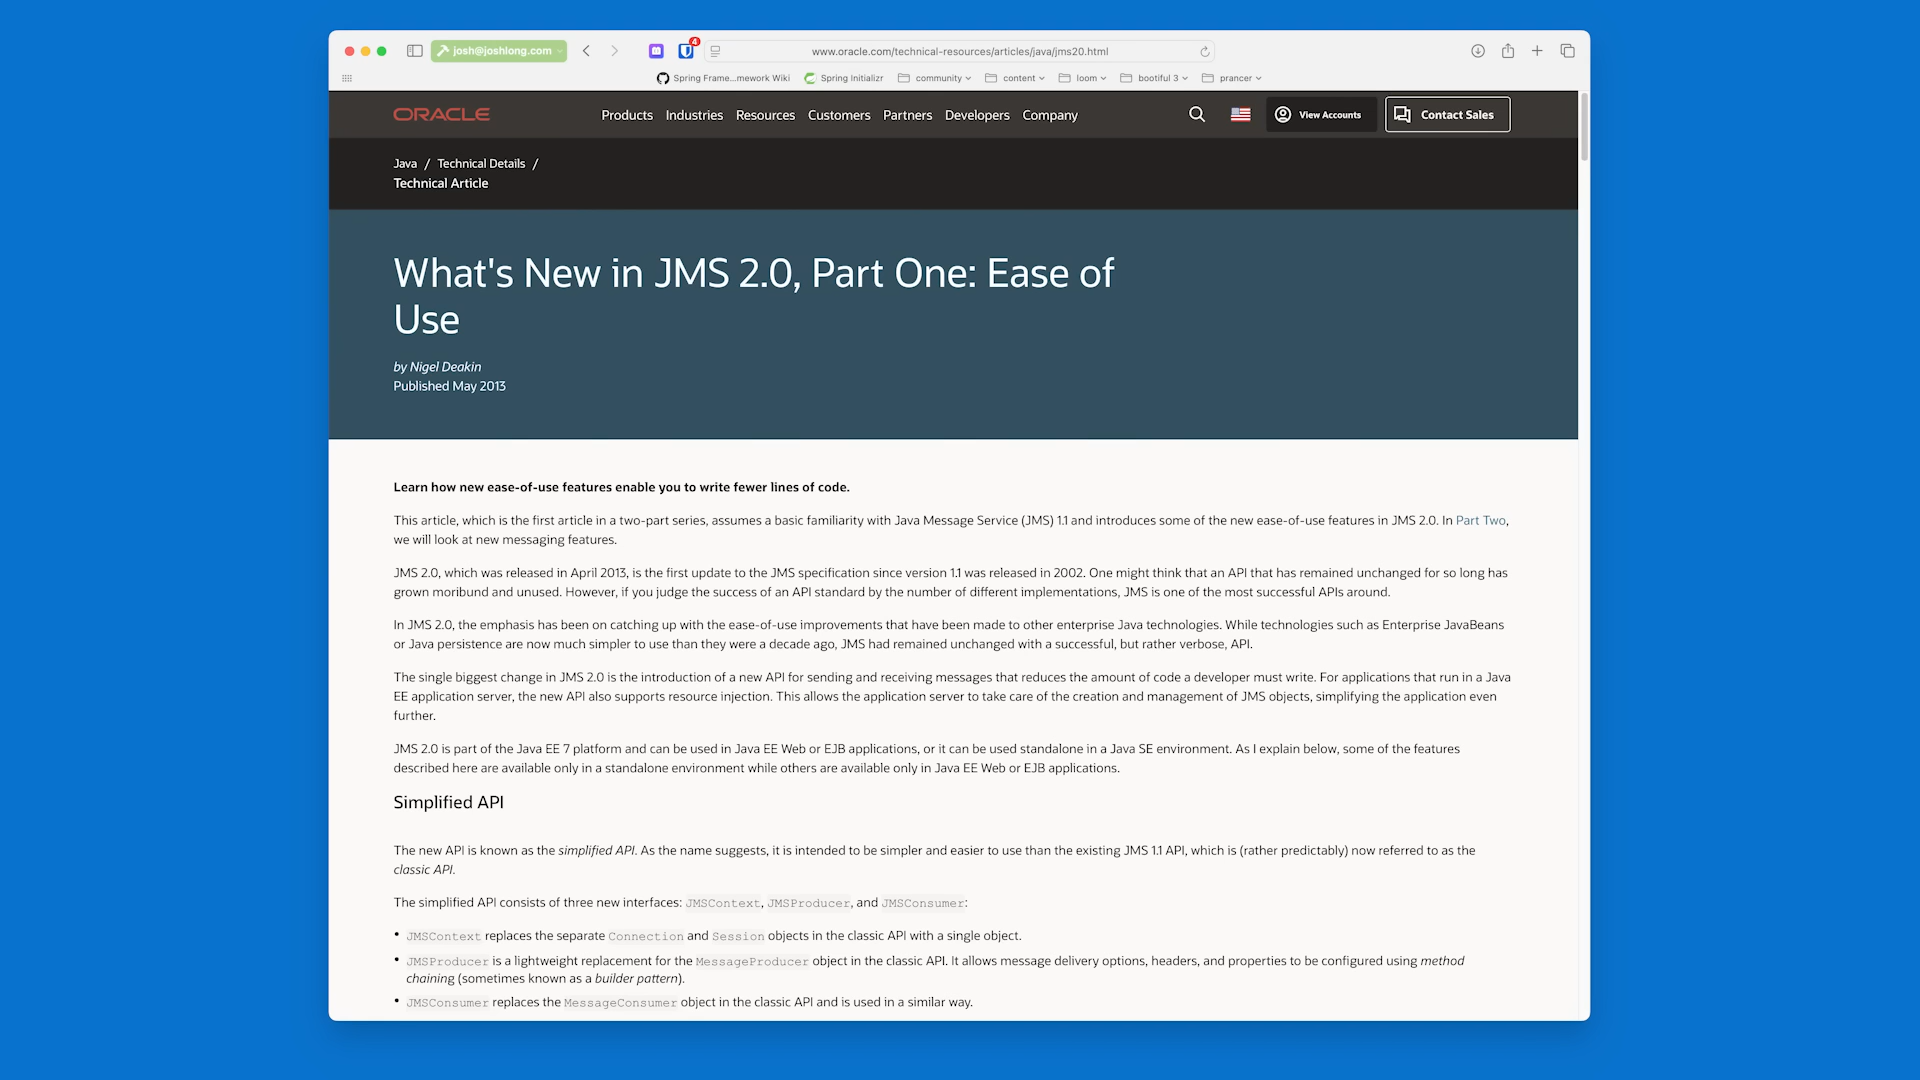 josh@joshlong.com
4
www.oracle.com/technical-resources/articles/java/jms20.html
Spring Frame...mework Wiki
Spring Initializr
community
content
loom
bootiful 3
prancer
ORACLE
Products Industries Resources Customers Partners Developers Company
View Accounts
Contact Sales
Java / Technical Details /
Technical Article
What's New in JMS 2.0, Part One: Ease of
Use
by Nigel Deakin
Published May 2013
Learn how new ease-of-use features enable you to write fewer lines of code.
This article, which is the first article in a two-part series, assumes a basic familiarity with Java Message Service (JMS) 1.1 and introduces some of the new ease-of-use features in JMS 2.0. In Part Two,
we will look at new messaging features.
JMS 2.0, which was released in April 2013, is the first update to the JMS specification since version 1.1 was released in 2002. One might think that an API that has remained unchanged for so long has
grown moribund and unused. However, if you judge the success of an API standard by the number of different implementations, JMS is one of the most successful APIs around.
In JMS 2.0, the emphasis has been on catching up with the ease-of-use improvements that have been made to other enterprise Java technologies. While technologies such as Enterprise JavaBeans
or Java persistence are now much simpler to use than they were a decade ago, JMS had remained unchanged with a successful, but rather verbose, API.
The single biggest change in JMS 2.0 is the introduction of a new API for sending and receiving messages that reduces the amount of code a developer must write. For applications that run in a Java
EE application server, the new API also supports resource injection. This allows the application server to take care of the creation and management of JMS objects, simplifying the application even
further.
JMS 2.0 is part of the Java EE 7 platform and can be used in Java EE Web or EJB applications, or it can be used standalone in a Java SE environment. As I explain below, some of the features
described here are available only in a standalone environment while others are available only in Java EE Web or EJB applications.
Simplified API
The new API is known as the simplified API. As the name suggests, it is intended to be simpler and easier to use than the existing JMS 1.1 API, which is (rather predictably) now referred to as the
classic API.
The simplified API consists of three new interfaces: JMSContext, JMSProducer, and JMSConsumer:
• JMSContext replaces the separate Connection and Session objects in the classic API with a single object.
• JMSProducer is a lightweight replacement for the MessageProducer object in the classic API. It allows message delivery options, headers, and properties to be configured using method
chaining (sometimes known as a builder pattern).
• JMSConsumer replaces the MessageConsumer object in the classic API and is used in a similar way.